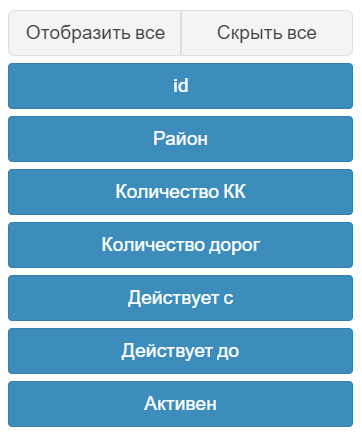 Отобразить все Скрыть все
id
Район
Количество КК
Количество дорог
Действует с
Действует до
Активен